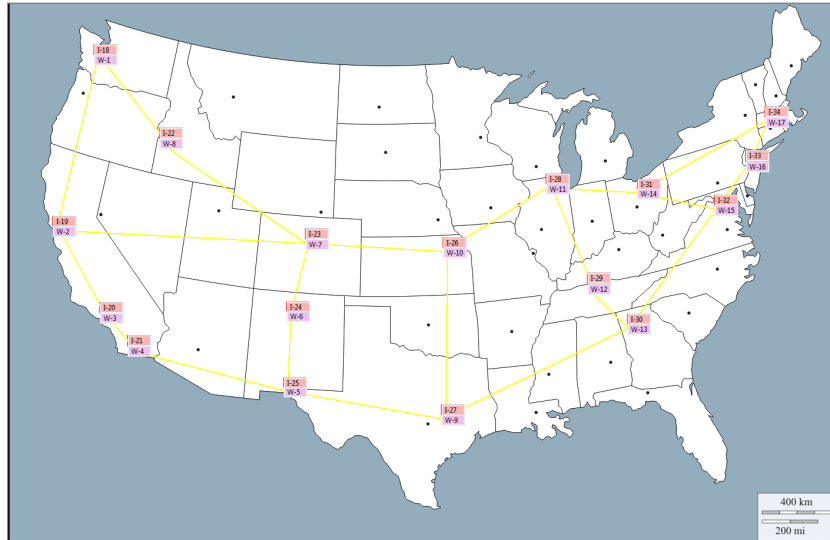 I-18
W-1
I-34
W-17
I-22
W-8
I-33
W-16
I-28
W-11
I-31
W-14
I-32
W-15
I-19
W-2
I-23
W-7
I-26
W-10
I-29
W-12
I-24
W-6
I-20
W-3
I-30
W-13
I-21
W-4
I-25
W-5
I-27
W-9
400 km
200 mi